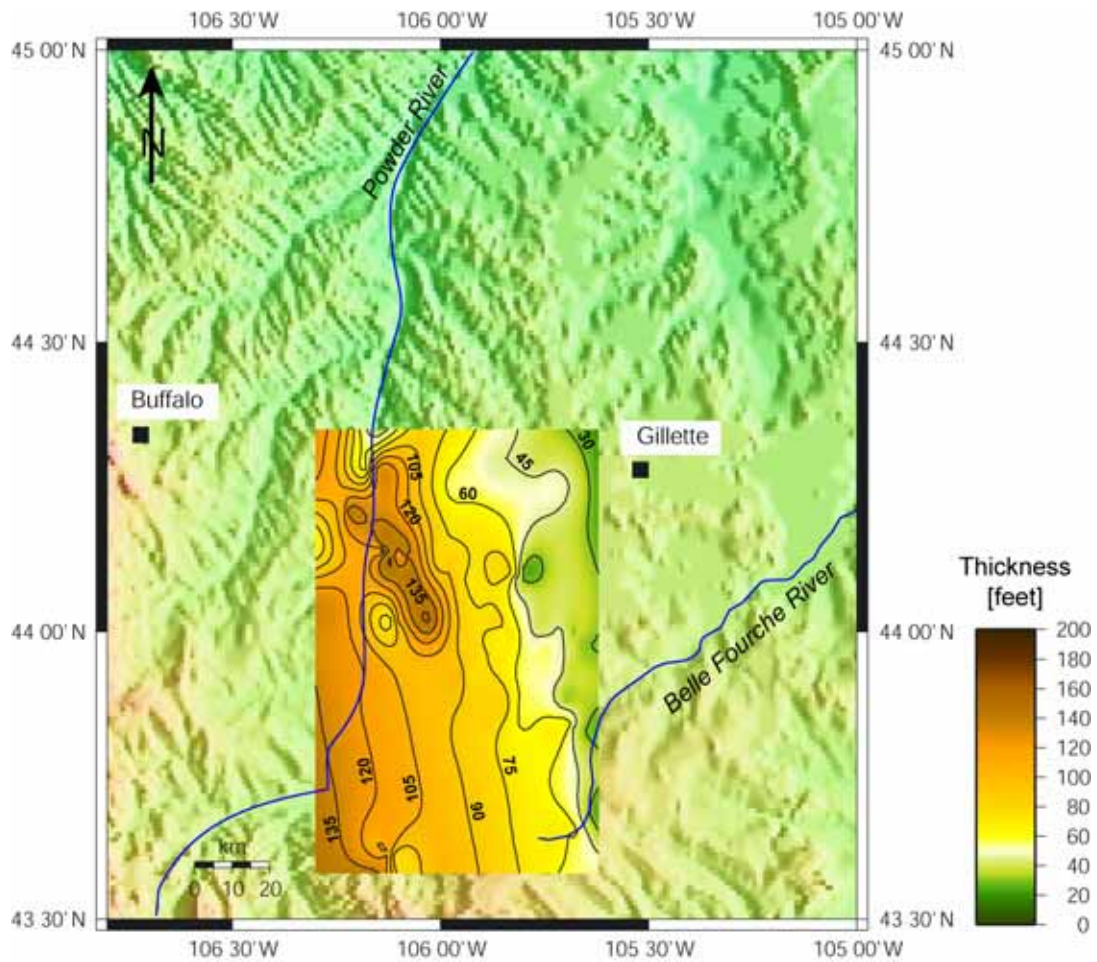 106 30'W 106 00'W 105 30'W 105 00'W
45 00' N 45 00' N
N
Powder River
44 30' N 44 30' N
Buffalo
Gillette
30
45
105
60
120
135
Thickness
[feet]
44 00' N 44 00' N
Belle Fourche River
200
180
160
140
120
100
80
60
40
20
0
120
105
75
90
135
km
0 10 20
43 30' N 43 30' N
106 30'W 106 00'W 105 30'W 105 00'W